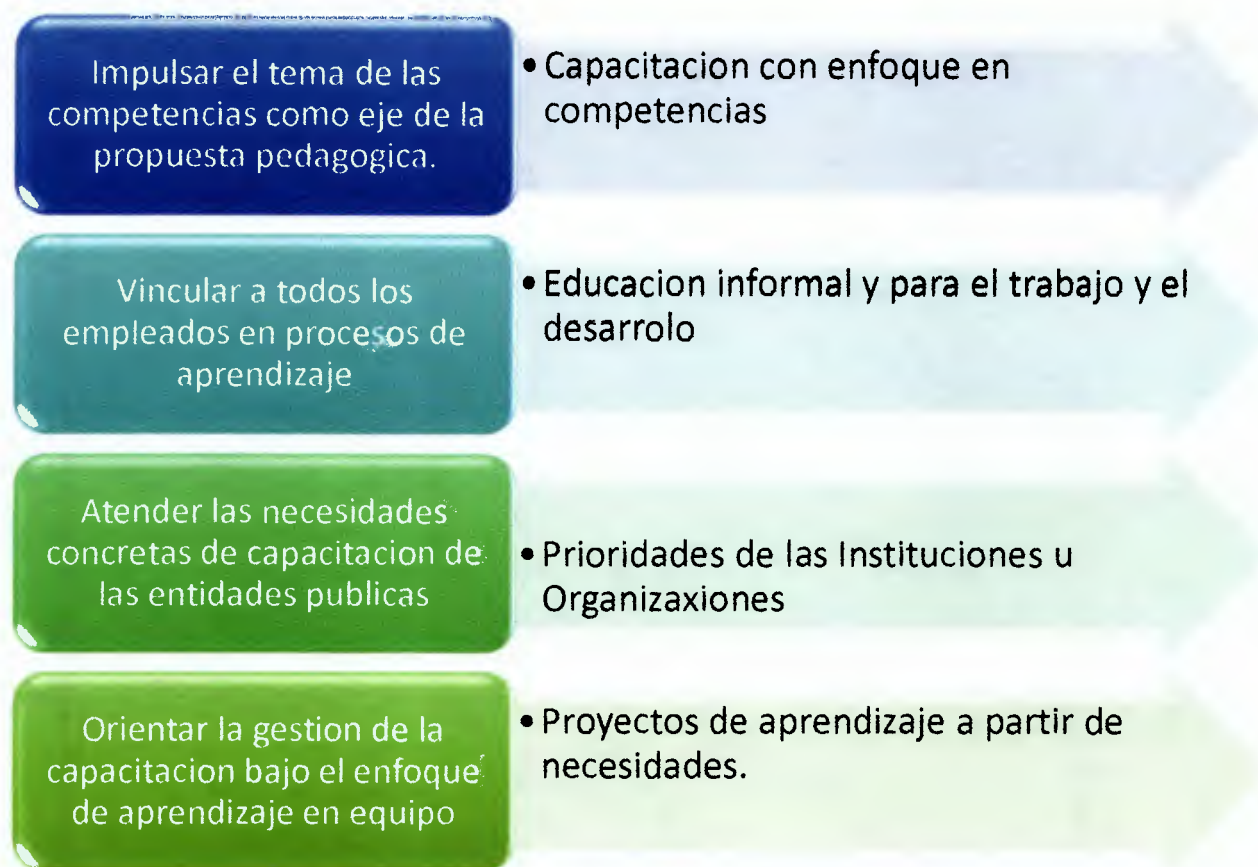 Impulsar el tema de las
competencias como eje de la
propuesta pedagogica.
• Capacitacion con enfoque en
competencias
Vincular a todos los
empleados en procesos de
aprendizaje
• Educacion informal y para el trabajo y el
desarrolo
Atender las necesidades
concretas de capacitacion de
las entidades publicas
• Prioridades de las Instituciones u
Organizaxiones
Orientar la gestion de la
capacitacion bajo el enfoque
de aprendizaje en equipo
• Proyectos de aprendizaje a partir de
necesidades.